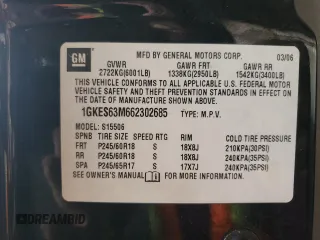 GM
MFD BY GENERAL MOTORS CORP.
03/06
GVWR GAWR FRT GAWR RR
2722KG(6001LB) 1338KG(2950LB) 1542KG(3400LB)
THIS VEHICLE CONFORMS TO ALL APPLICABLE U.S. FEDERAL MOTOR
VEHICLE SAFETY AND THEFT PREVENTION STANDARDS IN EFFECT ON
THE DATE OF MANUFACTURE SHOWN ABOVE.
1GKES63M662302685 TYPE: M.P.V.
MODEL: S15506
SPNB TIRE SIZE SPEED RTG RIM COLD TIRE PRESSURE
FRT P245/60R18 S 18X8J 210KPA(30PSI)
RR P245/60R18 S 18X8J 240KPA(35PSI)
SPA P245/65R17 S 17X7J 240KPA(35PSI)
SEE OWNER'S MANUAL FOR MORE INFORMATION.
DREAMBID